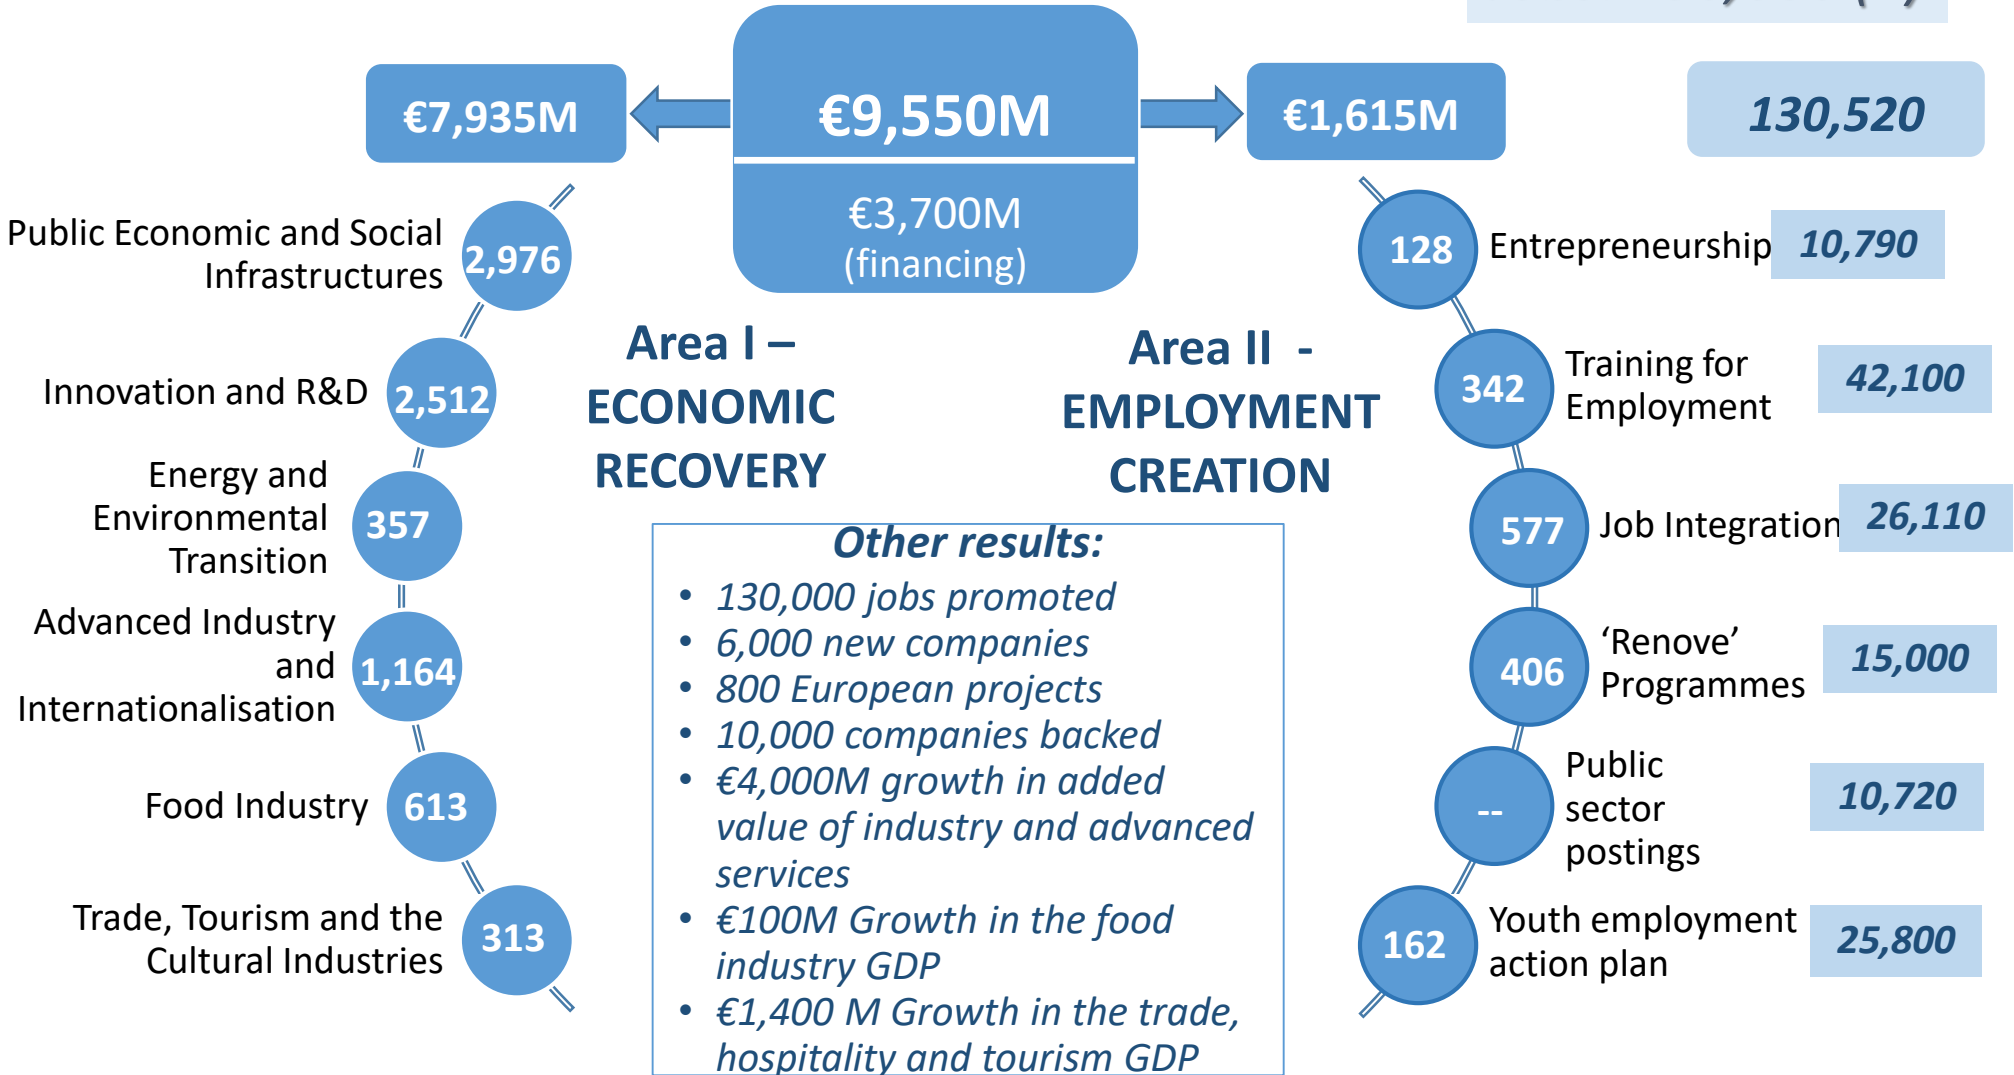 €7,935M
€9,550M
€1,615M
130,520
€3,700M
(financing)
Public Economic and Social
Infrastructures
2,976
Innovation and R&D
2,512
Energy and
Environmental
Transition
357
Advanced Industry
and
Internationalisation
1,164
Food Industry
613
Trade, Tourism and the
Cultural Industries
313
Area I –
ECONOMIC
RECOVERY
Area II -
EMPLOYMENT
CREATION
Other results:
• 130,000 jobs promoted
• 6,000 new companies
• 800 European projects
• 10,000 companies backed
• €4,000M growth in added
value of industry and advanced
services
• €100M Growth in the food
industry GDP
• €1,400 M Growth in the trade,
hospitality and tourism GDP
128
Entrepreneurship
10,790
342
Training for
Employment
42,100
577
Job Integration
26,110
406
‘Renove’
Programmes
15,000
--
Public
sector
postings
10,720
162
Youth employment
action plan
25,800